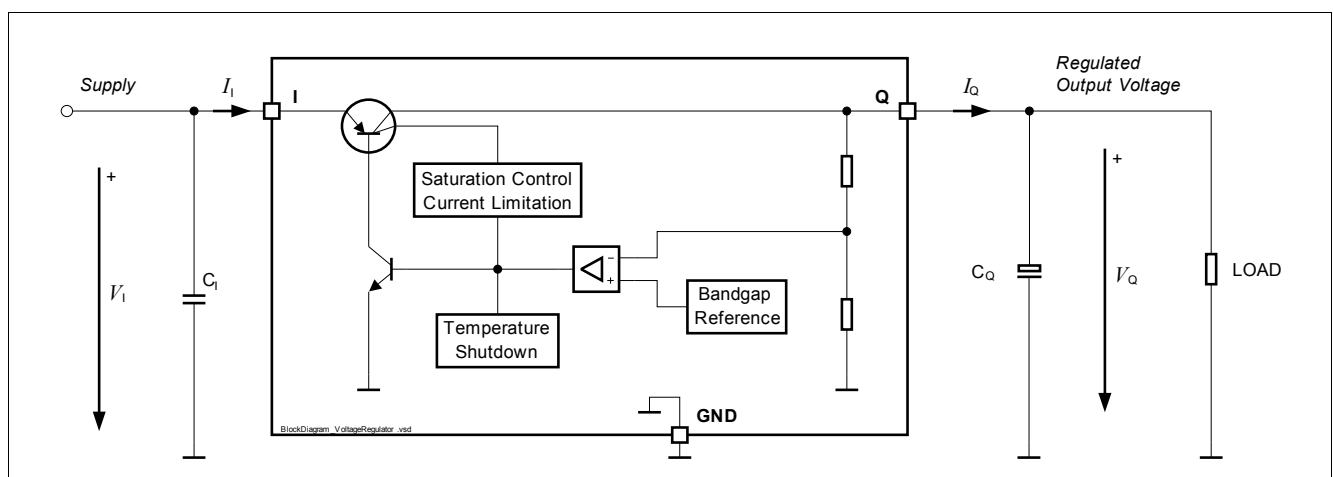 Supply
I_I
I
Q
I_Q
Regulated
Output Voltage
+
Saturation Control
Current Limitation
+
V_I
C_I
-
+
Bandgap
Reference
Temperature
Shutdown
C_Q
V_Q
LOAD
GND
BlockDiagram_VoltageRegulator .vsd